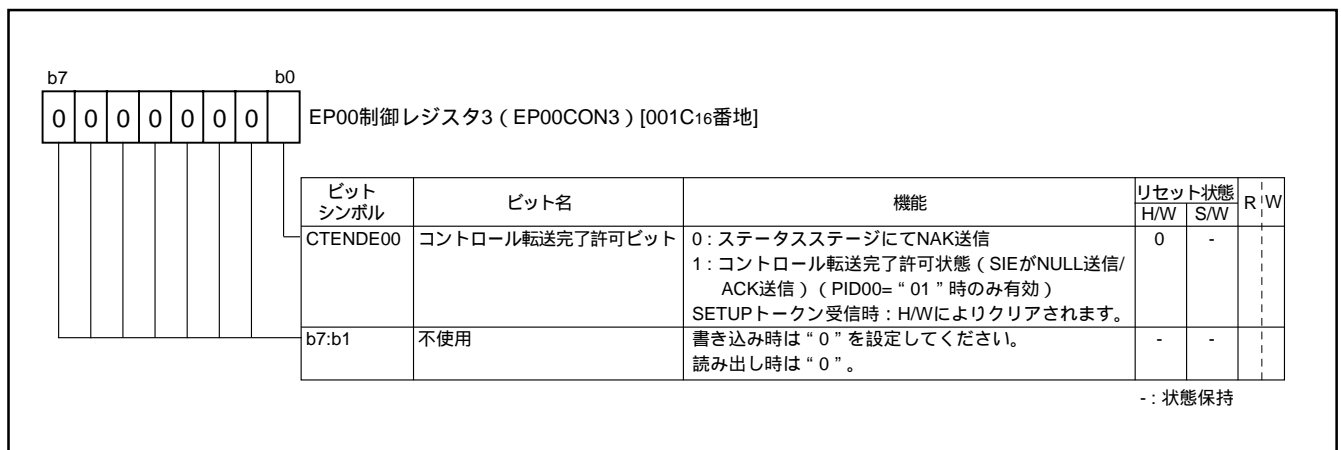 b7 b0
0 0 0 0 0 0 0 EP00制御レジスタ3（EP00CON3）[001C16番地]
ビット
シンボル
ビット名
機能
リセット状態
H/W S/W
R W
CTENDE00 コントロール転送完了許可ビット 0 : ステータスステージにてNAK送信 0 -
1 : コントロール転送完了許可状態（SIEがNULL送信/
ACK送信）（PID00= “ 01 ” 時のみ有効）
SETUPトークン受信時 : H/Wによりクリアされます。
b7:b1 不使用 書き込み時は “ 0 ” を設定してください。 - -
読み出し時は “ 0 ” 。
- : 状態保持